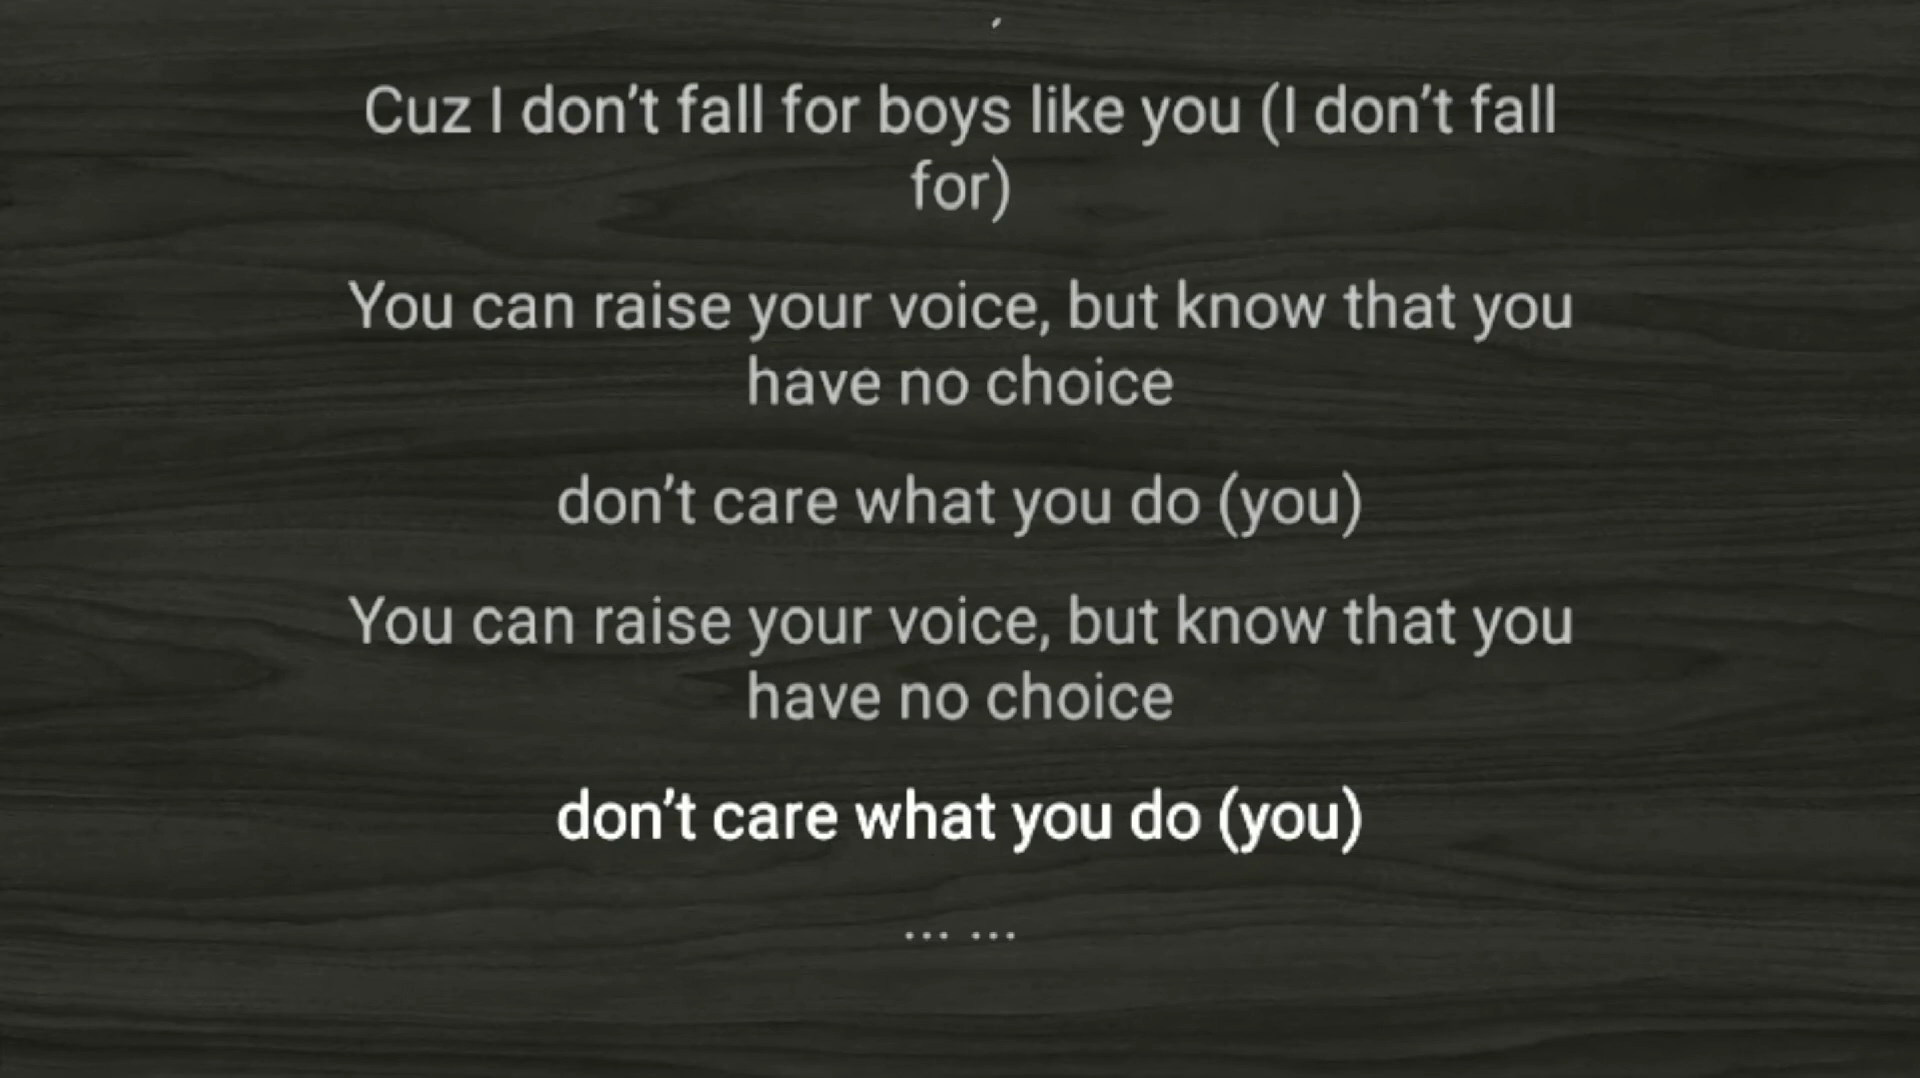 Cuz I don’t fall for boys like you (I don’t fall
for)
You can raise your voice, but know that you
have no choice
don’t care what you do (you)
You can raise your voice, but know that you
have no choice
don’t care what you do (you)
... ...